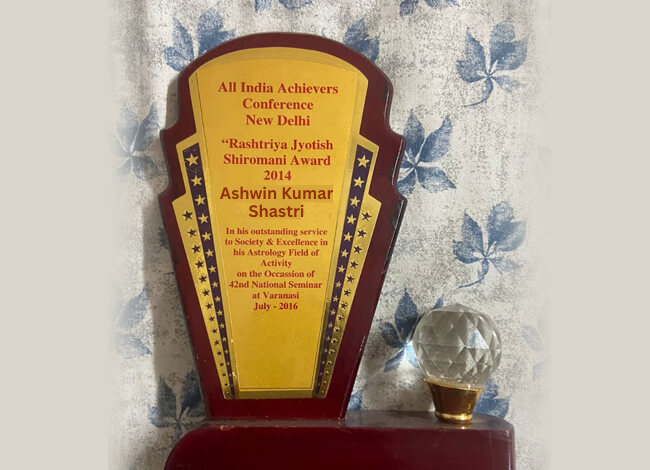 All India Achievers
Conference
New Delhi
“Rashtriya Jyotish
Shiromani Award
2014
Ashwin Kumar
Shastri
In his outstanding service
to Society & Excellence in
his Astrology Field of
Activity
on the Occassion of
42nd National Seminar
at Varanasi
July - 2016